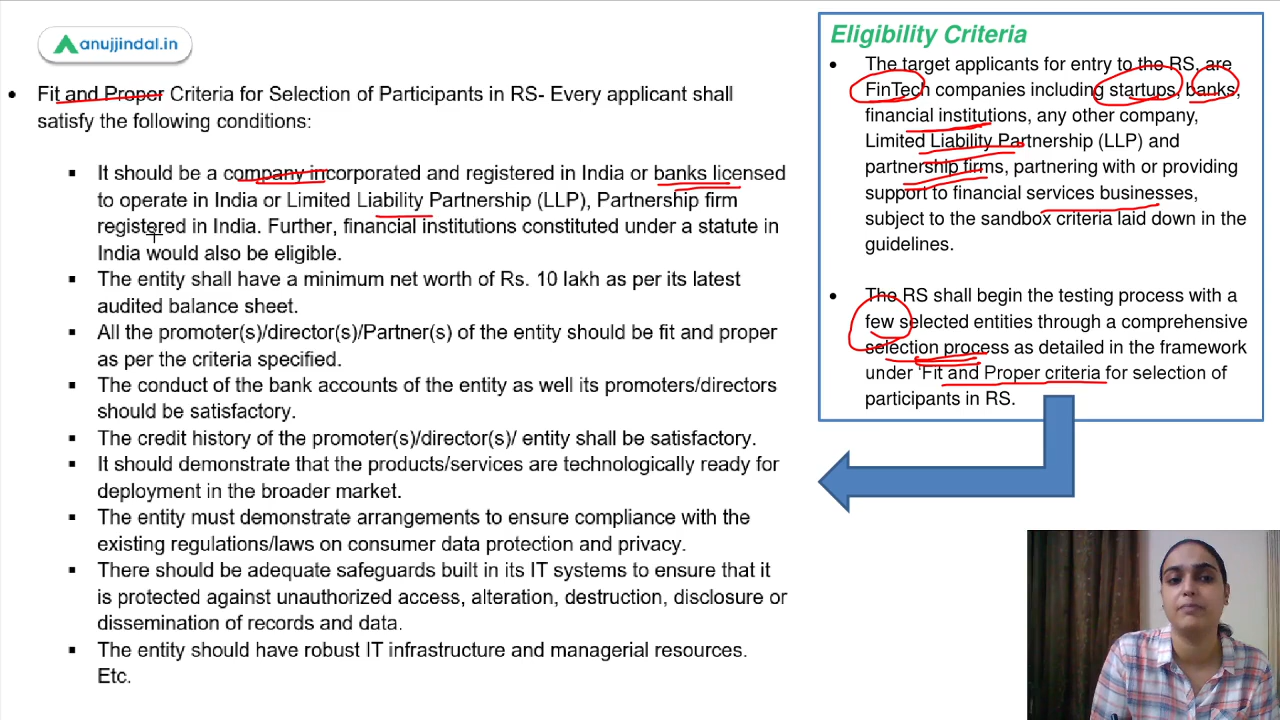 anujjindal.in
Fit and Proper Criteria for Selection of Participants in RS- Every applicant shall
satisfy the following conditions:
It should be a company incorporated and registered in India or banks licensed
to operate in India or Limited Liability Partnership (LLP), Partnership firm
registered in India. Further, financial institutions constituted under a statute in
India would also be eligible.
The entity shall have a minimum net worth of Rs. 10 lakh as per its latest
audited balance sheet.
All the promoter(s)/director(s)/Partner(s) of the entity should be fit and proper
as per the criteria specified.
The conduct of the bank accounts of the entity as well its promoters/directors
should be satisfactory.
The credit history of the promoter(s)/director(s)/ entity shall be satisfactory.
It should demonstrate that the products/services are technologically ready for
deployment in the broader market.
The entity must demonstrate arrangements to ensure compliance with the
existing regulations/laws on consumer data protection and privacy.
There should be adequate safeguards built in its IT systems to ensure that it
is protected against unauthorized access, alteration, destruction, disclosure or
dissemination of records and data.
The entity should have robust IT infrastructure and managerial resources.
Etc.
Eligibility Criteria
The target applicants for entry to the RS, are
FinTech companies including startups, banks,
financial institutions, any other company,
Limited Liability Partnership (LLP) and
partnership firms, partnering with or providing
support to financial services businesses,
subject to the sandbox criteria laid down in the
guidelines.
The RS shall begin the testing process with a
few selected entities through a comprehensive
selection process as detailed in the framework
under 'Fit and Proper criteria for selection of
participants in RS.